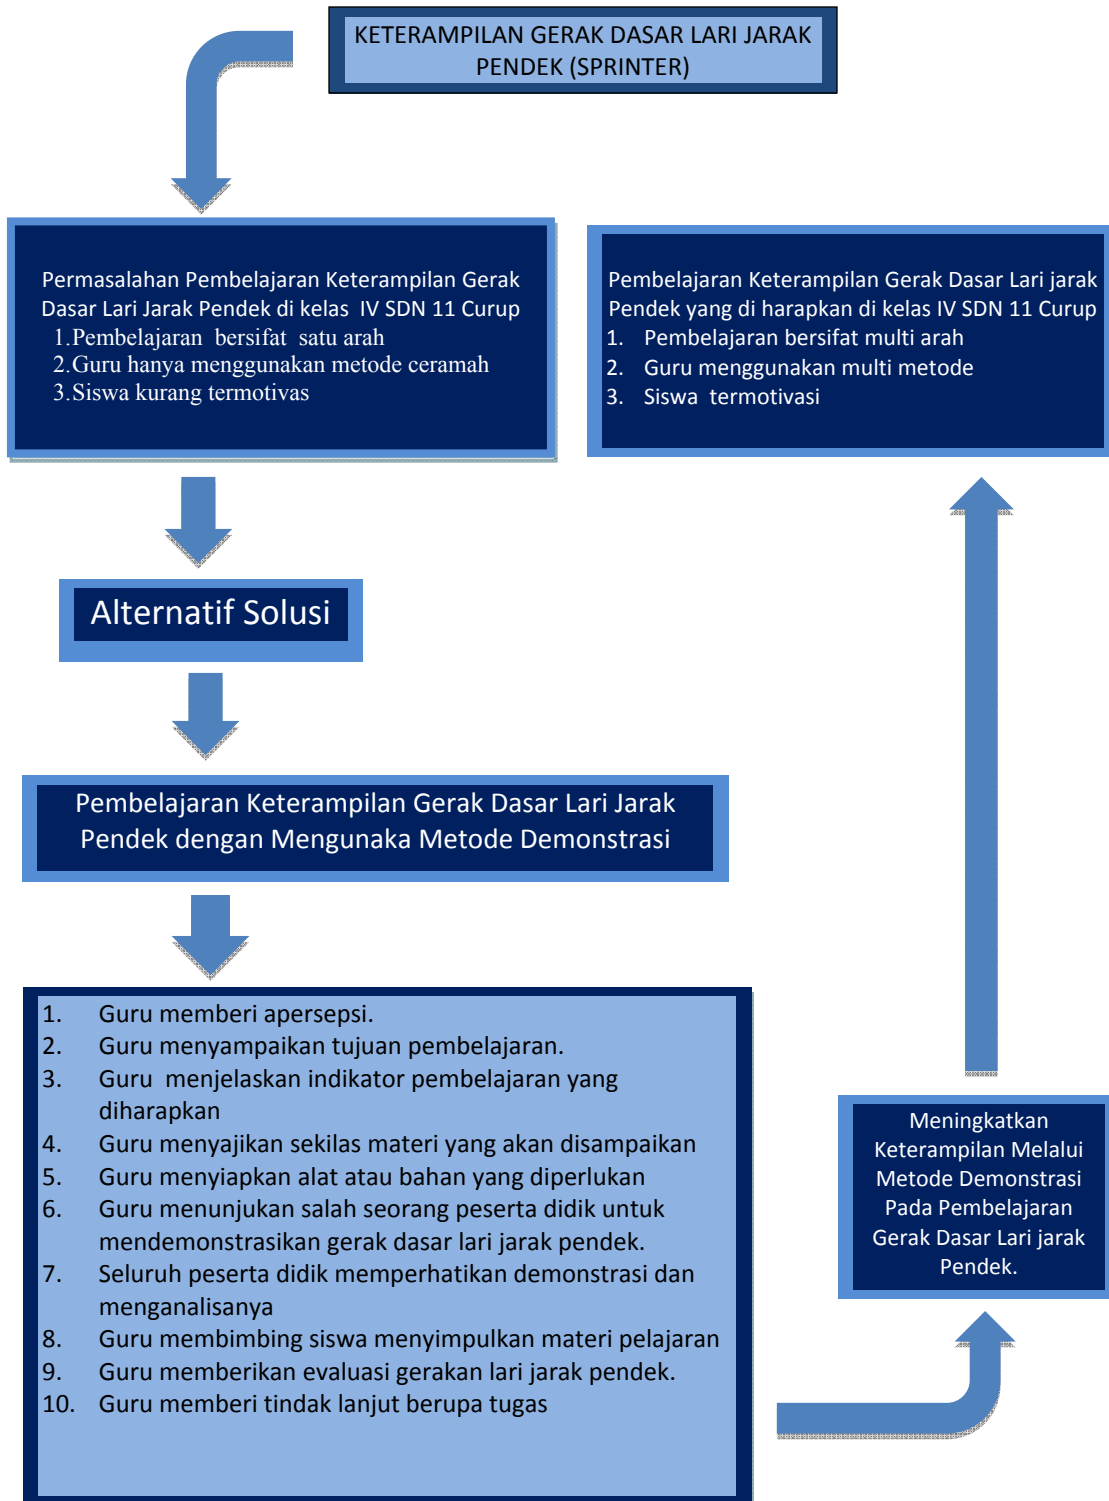 KETERAMPILAN GERAK DASAR LARI JARAK
PENDEK (SPRINTER)
Permasalahan Pembelajaran Keterampilan Gerak
Dasar Lari Jarak Pendek di kelas IV SDN 11 Curup
1.Pembelajaran bersifat satu arah
2.Guru hanya menggunakan metode ceramah
3.Siswa kurang termotivas
Pembelajaran Keterampilan Gerak Dasar Lari jarak
Pendek yang di harapkan di kelas IV SDN 11 Curup
1. Pembelajaran bersifat multi arah
2. Guru menggunakan multi metode
3. Siswa termotivasi
Alternatif Solusi
Pembelajaran Keterampilan Gerak Dasar Lari Jarak
Pendek dengan Mengunaka Metode Demonstrasi
1. Guru memberi apersepsi.
2. Guru menyampaikan tujuan pembelajaran.
3. Guru menjelaskan indikator pembelajaran yang
diharapkan
4. Guru menyajikan sekilas materi yang akan disampaikan
5. Guru menyiapkan alat atau bahan yang diperlukan
6. Guru menunjukan salah seorang peserta didik untuk
mendemonstrasikan gerak dasar lari jarak pendek.
7. Seluruh peserta didik memperhatikan demonstrasi dan
menganalisanya
8. Guru membimbing siswa menyimpulkan materi pelajaran
9. Guru memberikan evaluasi gerakan lari jarak pendek.
10. Guru memberi tindak lanjut berupa tugas
Meningkatkan
Keterampilan Melalui
Metode Demonstrasi
Pada Pembelajaran
Gerak Dasar Lari jarak
Pendek.